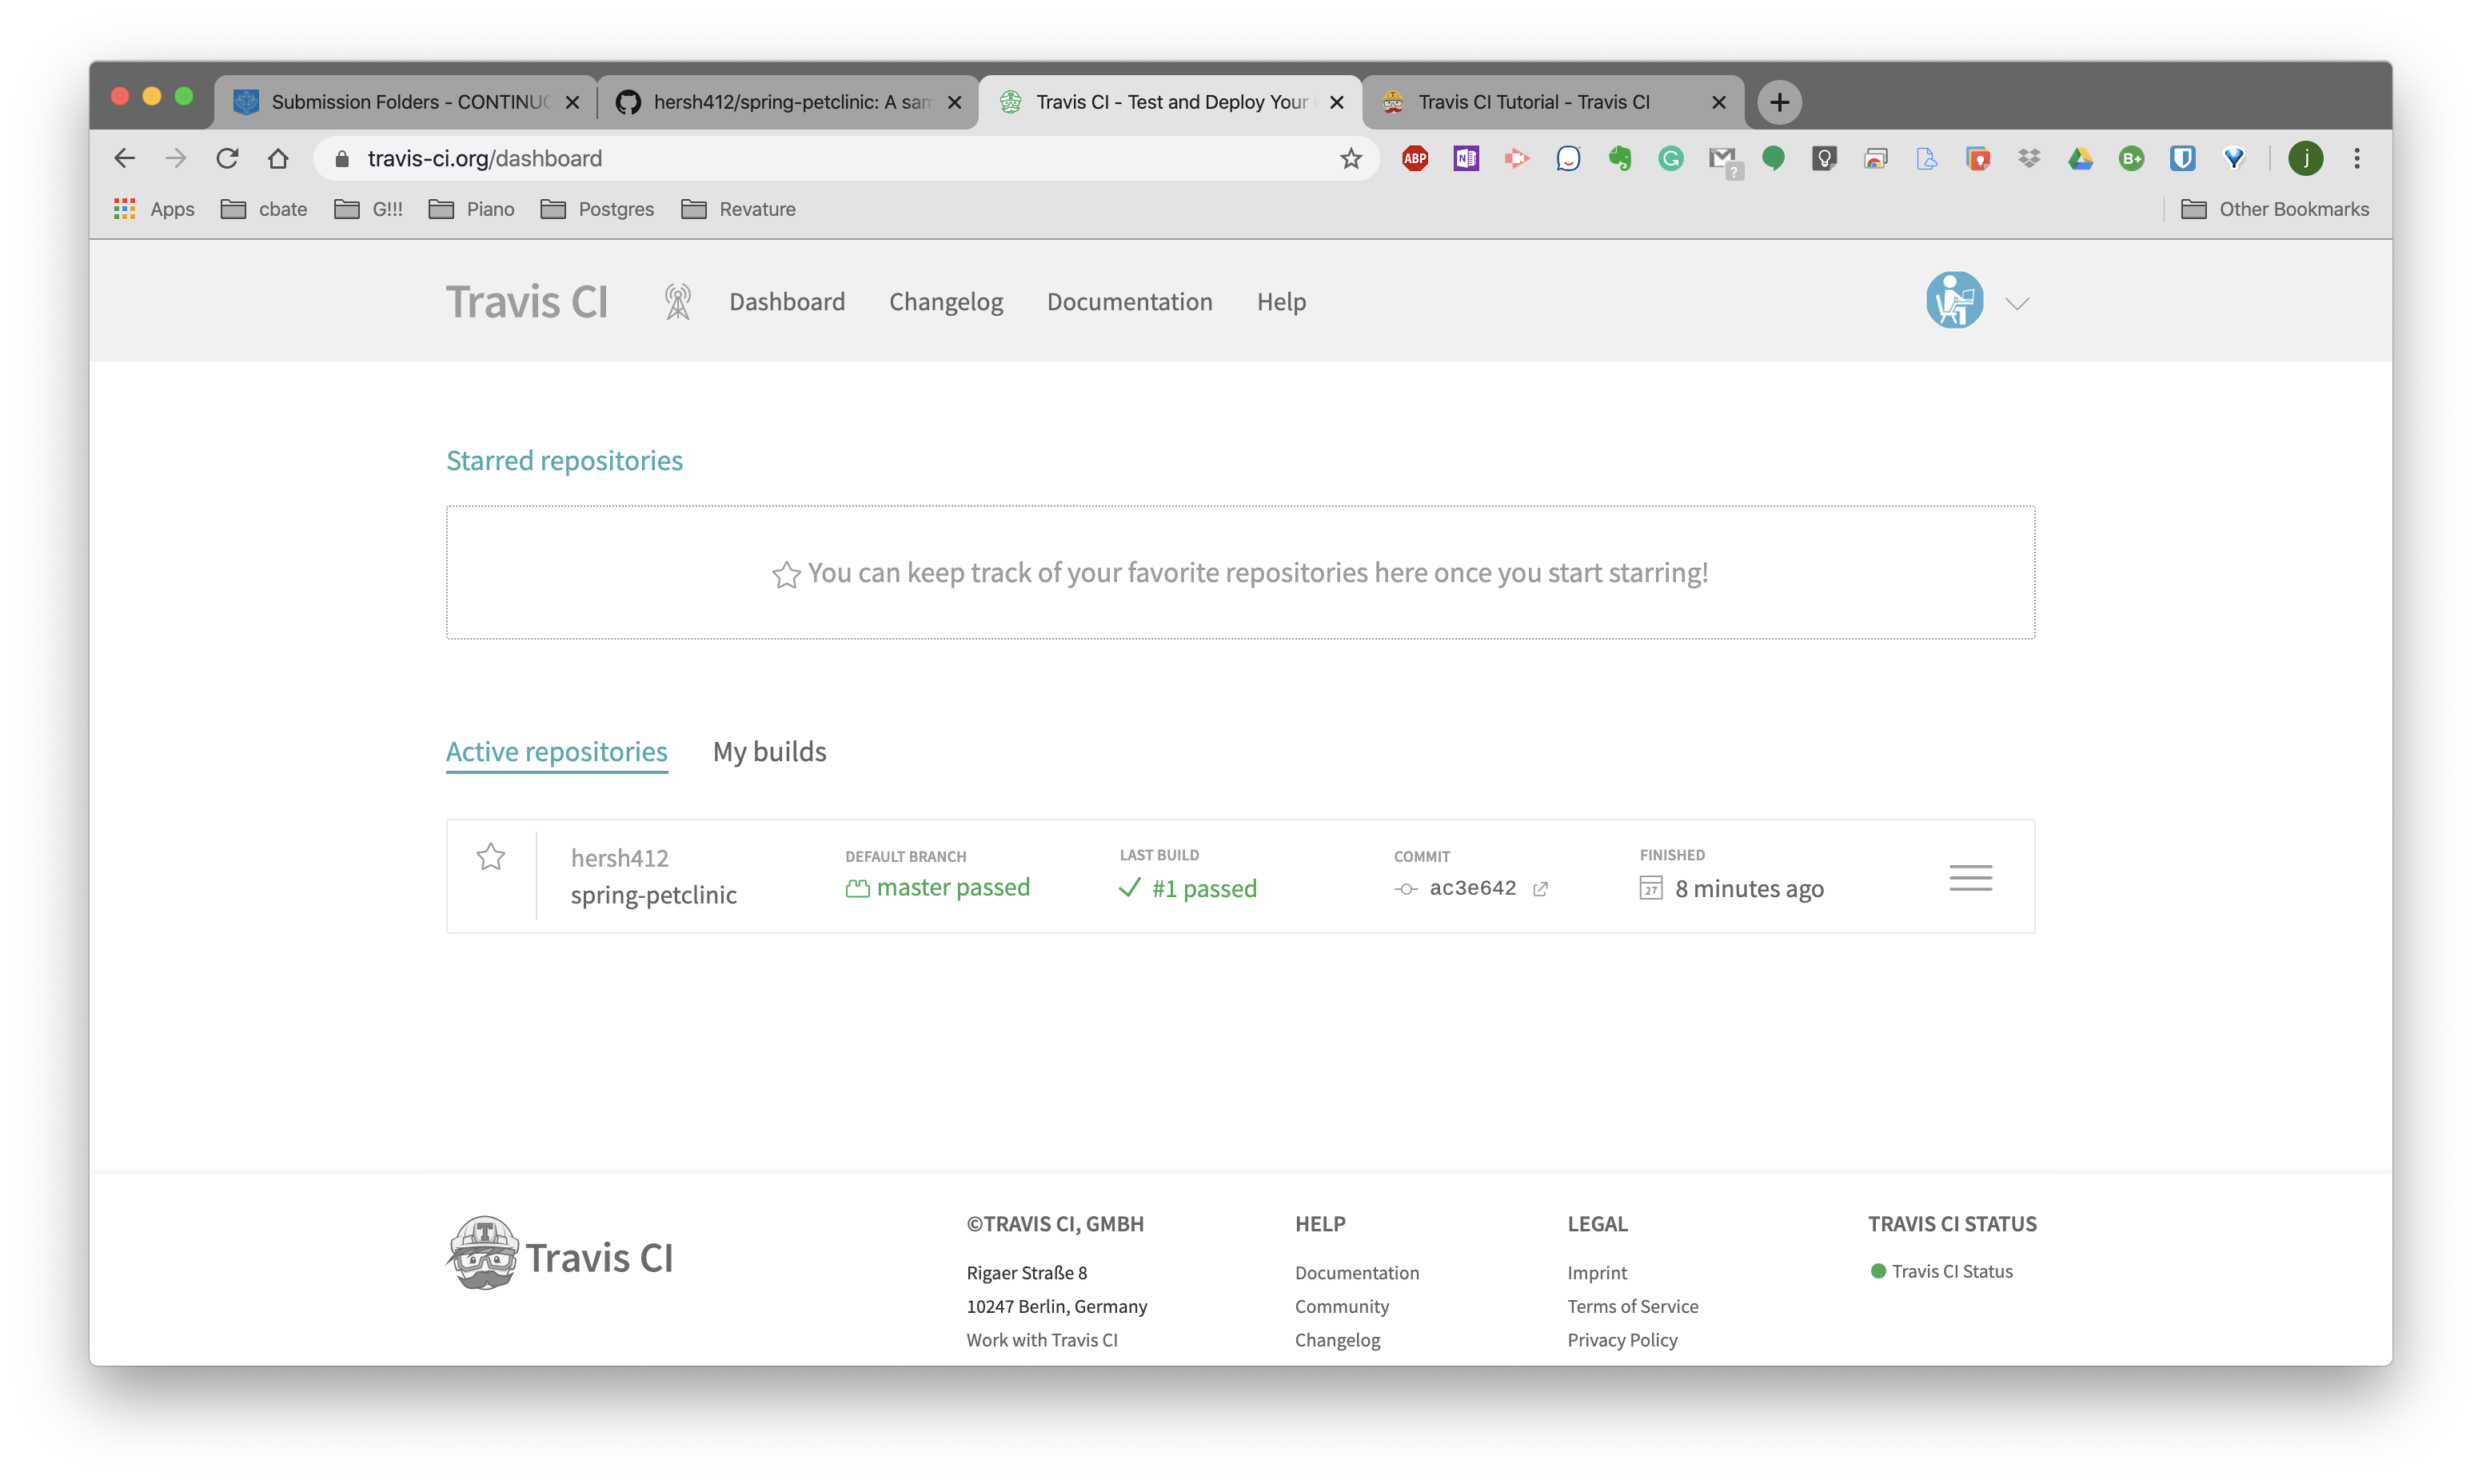 Submission Folders - CONTINUC
hersh412/spring-petclinic: A sam
Travis CI - Test and Deploy Your
Travis CI Tutorial - Travis CI
travis-ci.org/dashboard
ABP
N
G
?
B+
j
Apps
cbate
G!!!
Piano
Postgres
Revature
Other Bookmarks
Travis CI
Dashboard
Changelog
Documentation
Help
Starred repositories
You can keep track of your favorite repositories here once you start starring!
Active repositories
My builds
hersh412
spring-petclinic
DEFAULT BRANCH
master passed
LAST BUILD
#1 passed
COMMIT
ac3e642
FINISHED
27
8 minutes ago
T
Travis CI
©TRAVIS CI, GMBH
Rigaer Straße 8
10247 Berlin, Germany
Work with Travis CI
HELP
Documentation
Community
Changelog
LEGAL
Imprint
Terms of Service
Privacy Policy
TRAVIS CI STATUS
Travis CI Status